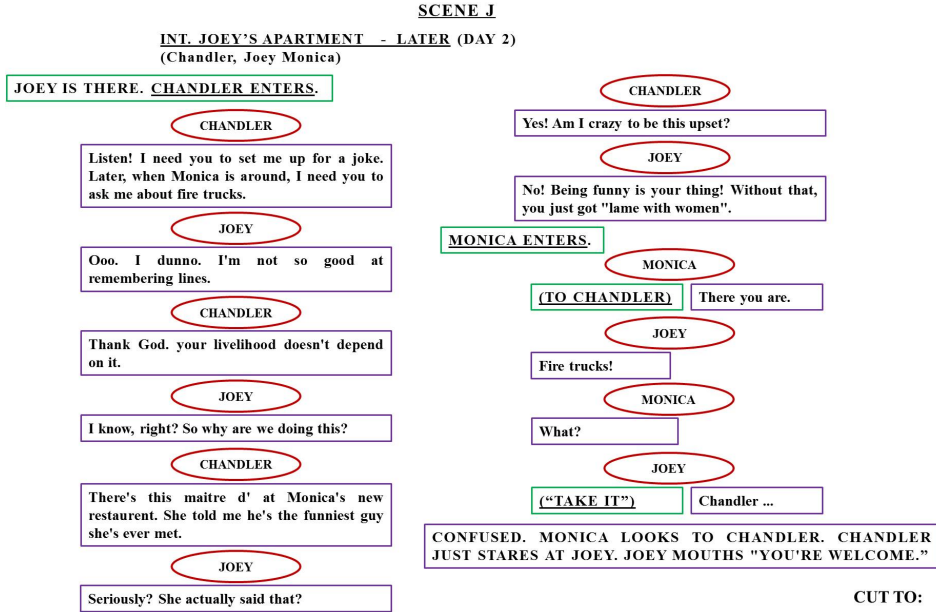 SCENE J
INT. JOEY'S APARTMENT - LATER (DAY 2)
(Chandler, Joey Monica)
JOEY IS THERE. CHANDLER ENTERS.
CHANDLER
Listen! I need you to set me up for a joke.
Later, when Monica is around, I need you to
ask me about fire trucks.
JOEY
Ooo. I dunno. I'm not so good at
remembering lines.
CHANDLER
Thank God. your livelihood doesn't depend
on it.
JOEY
I know, right? So why are we doing this?
CHANDLER
There's this maitre d' at Monica's new
restaurent. She told me he's the funniest guy
she's ever met.
JOEY
Seriously? She actually said that?
CHANDLER
Yes! Am I crazy to be this upset?
JOEY
No! Being funny is your thing! Without that,
you just got "lame with women".
MONICA ENTERS.
MONICA
(TO CHANDLER) There you are.
JOEY
Fire trucks!
MONICA
What?
JOEY
(“TAKE IT”) Chandler ...
CONFUSED. MONICA LOOKS TO CHANDLER. CHANDLER
JUST STARES AT JOEY. JOEY MOUTHS "YOU'RE WELCOME.”
CUT TO: